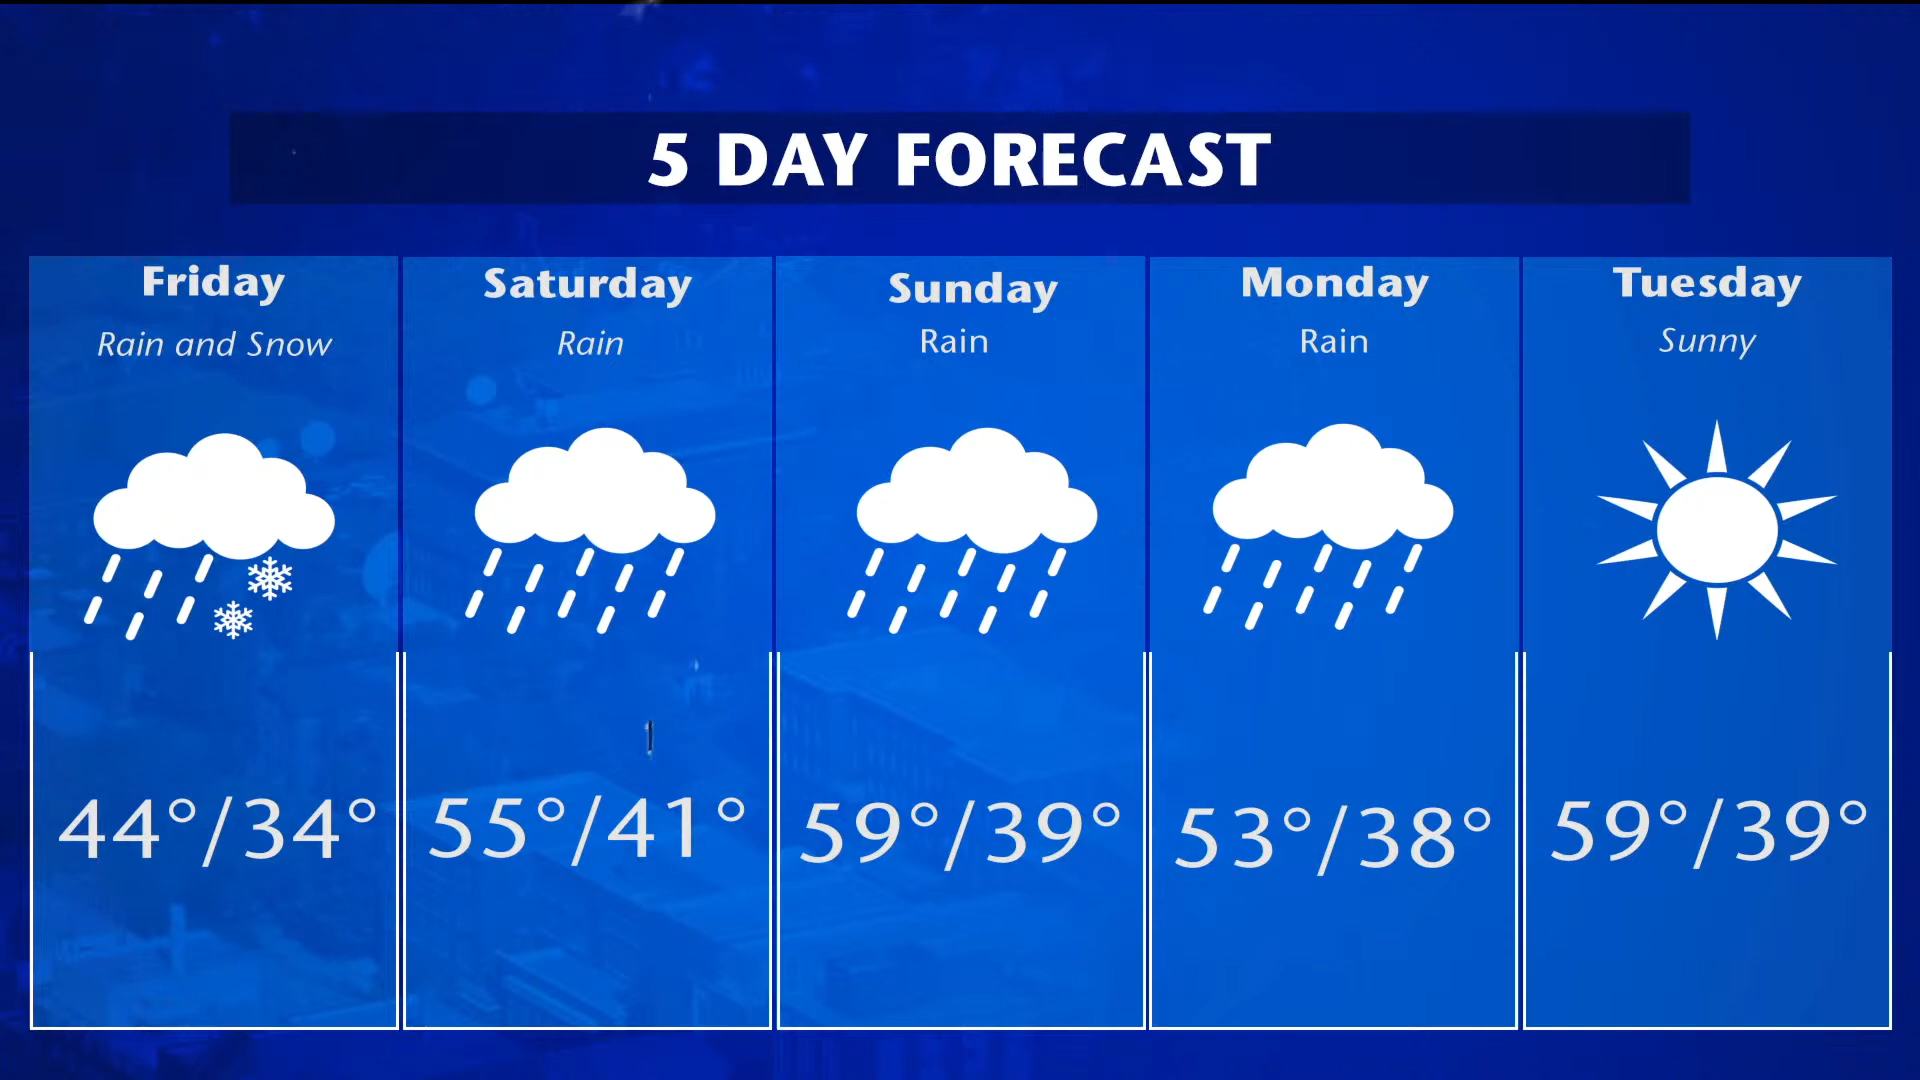 5 DAY FORECAST
Friday
Rain and Snow
44°/34°
Saturday
Rain
55°/41°
Sunday
Rain
59°/39°
Monday
Rain
53°/38°
Tuesday
Sunny
59°/39°